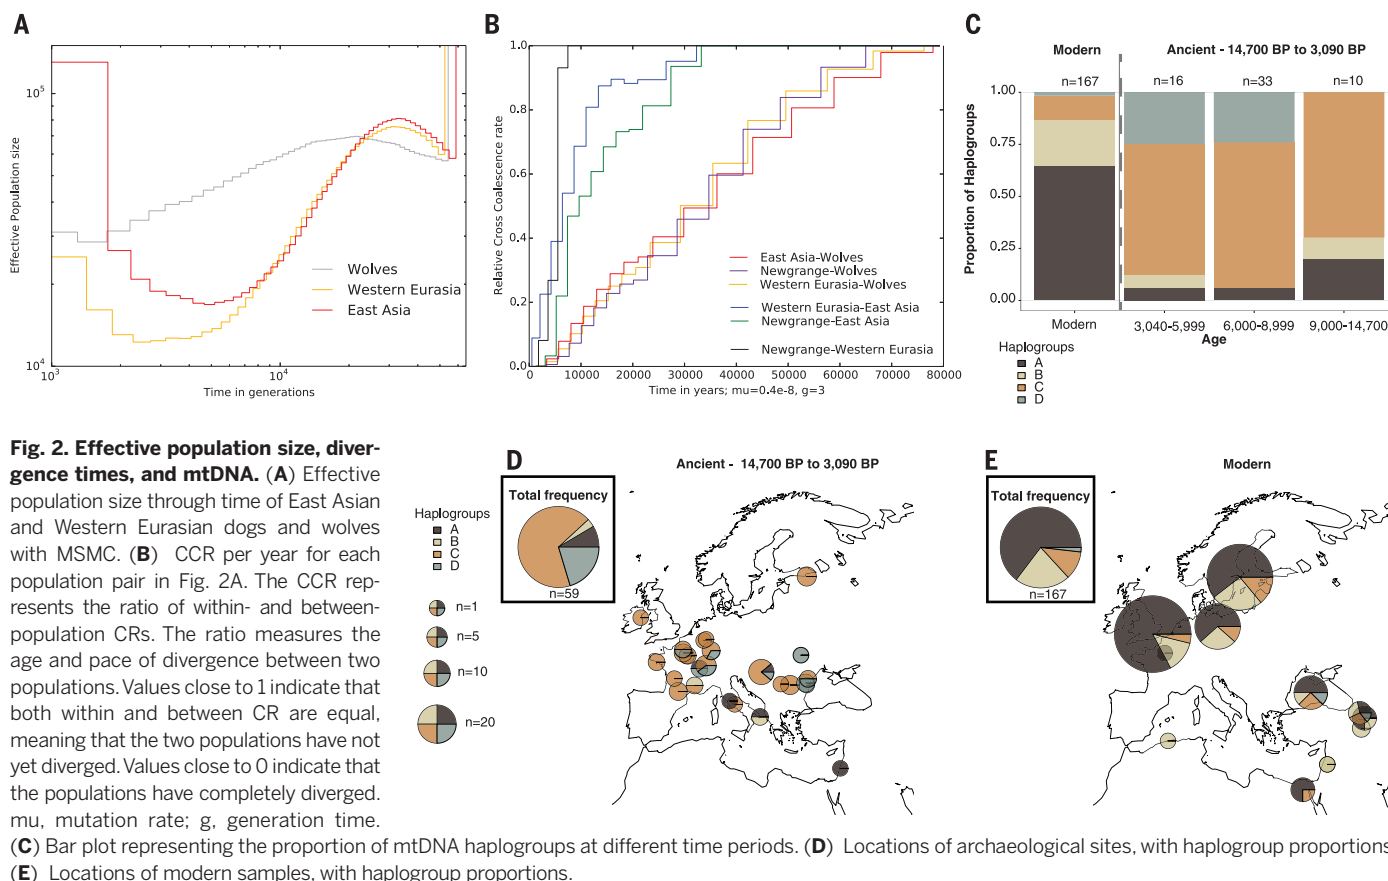 A
Effective Population size
10⁵
10⁴
10³
10⁴
Wolves
Western Eurasia
East Asia
Time in generations
B
Relative Cross Coalescence rate
1.0
0.8
0.6
0.4
0.2
0.0
0
10000
20000
30000
40000
50000
60000
70000
80000
East Asia-Wolves
Newgrange-Wolves
Western Eurasia-Wolves
Western Eurasia-East Asia
Newgrange-East Asia
Newgrange-Western Eurasia
Time in years; mu=0.4e-8, g=3
C
Modern
Ancient - 14,700 BP to 3,090 BP
n=167
n=16
n=33
n=10
Proportion of Haplogroups
1.00
0.75
0.50
0.25
0.00
Modern
3,040-5,999
6,000-8,999
9,000-14,700
Age
Haplogroups
A
B
C
D
Fig. 2. Effective population size, diver-
gence times, and mtDNA. (A) Effective
population size through time of East Asian
and Western Eurasian dogs and wolves
with MSMC. (B) CCR per year for each
population pair in Fig. 2A. The CCR rep-
resents the ratio of within- and between-
population CRs. The ratio measures the
age and pace of divergence between two
populations. Values close to 1 indicate that
both within and between CR are equal,
meaning that the two populations have not
yet diverged. Values close to 0 indicate that
the populations have completely diverged.
mu, mutation rate; g, generation time.
(C) Bar plot representing the proportion of mtDNA haplogroups at different time periods. (D) Locations of archaeological sites, with haplogroup proportions
(E) Locations of modern samples, with haplogroup proportions.
Haplogroups
A
B
C
D
n=1
n=5
n=10
n=20
D
Ancient - 14,700 BP to 3,090 BP
Total frequency
n=59
E
Modern
Total frequency
n=167